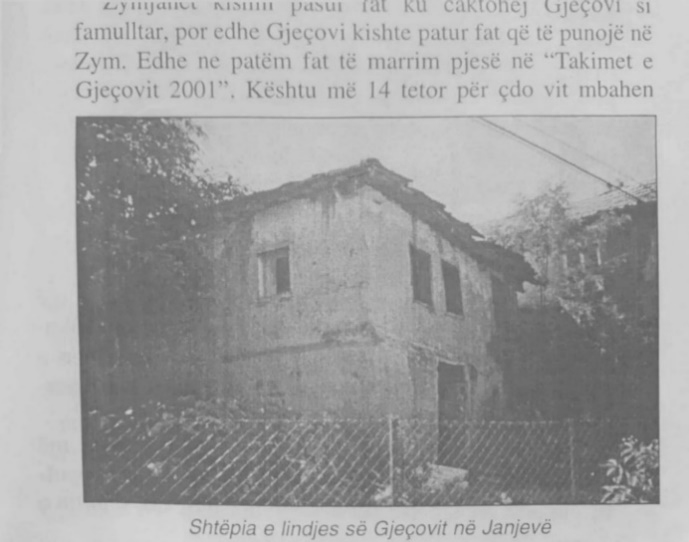 Zymjanët kishin pasur fat ku caktohej Gjeçovi si
famulltar, por edhe Gjeçovi kishte patur fat që të punojë në
Zym. Edhe ne patëm fat të marrim pjesë në “Takimet e
Gjeçovit 2001”. Kështu më 14 tetor për çdo vit mbahen
Shtëpia e lindjes së Gjeçovit në Janjevë